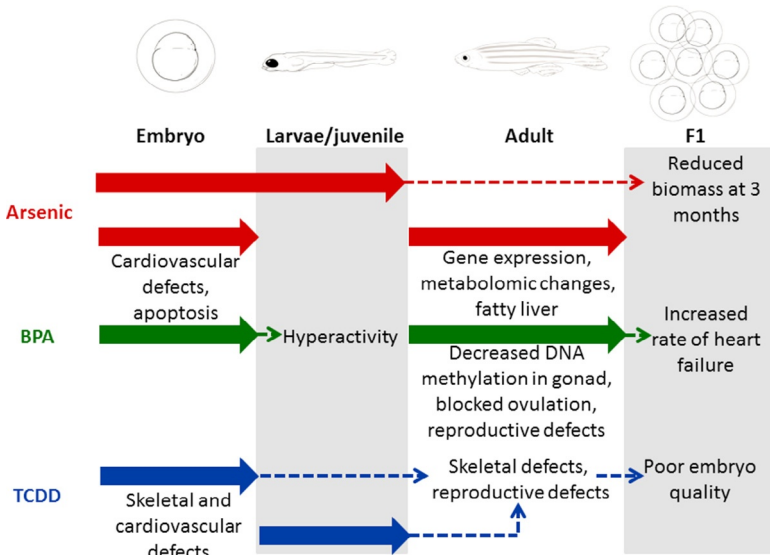 Embryo
Larvae/juvenile
Adult
F1
Arsenic
Reduced
biomass at 3
months
Cardiovascular
defects,
apoptosis
Gene expression,
metabolomic changes,
fatty liver
BPA
Hyperactivity
Increased
rate of heart
failure
Decreased DNA
methylation in gonad,
blocked ovulation,
reproductive defects
TCDD
Skeletal and
cardiovascular
defects
Skeletal defects,
reproductive defects
Poor embryo
quality